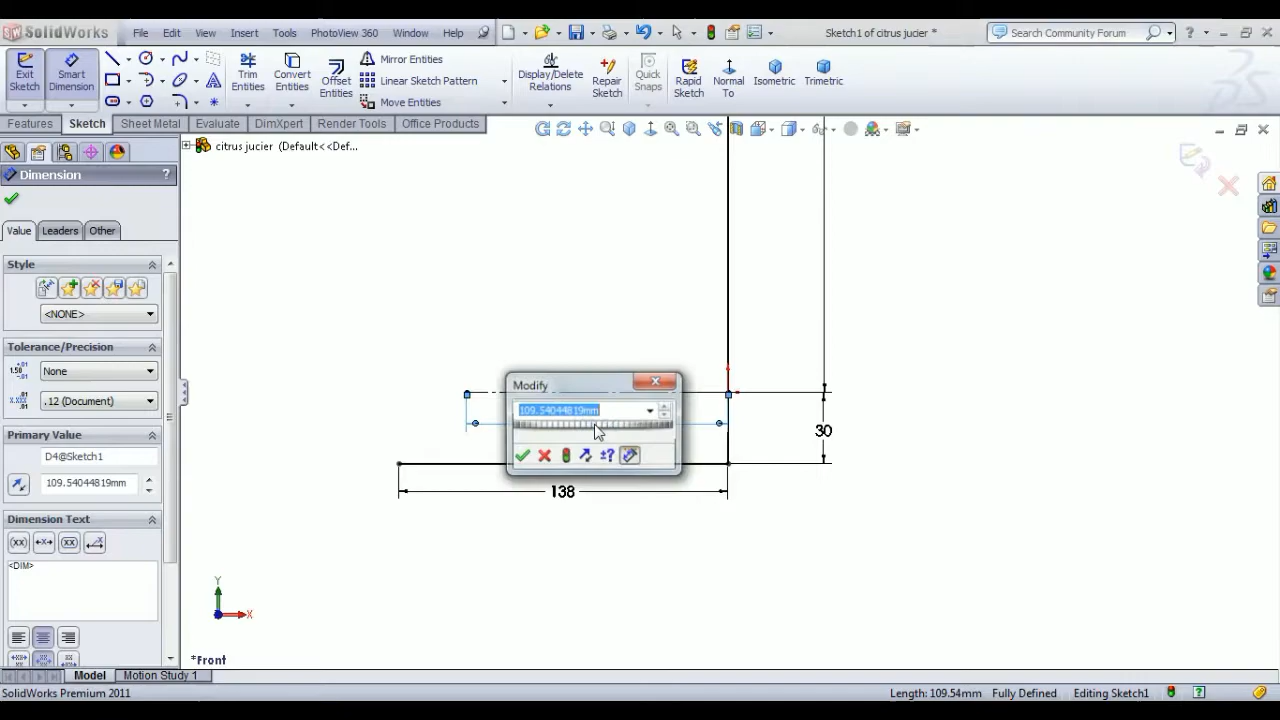 SolidWorks
File
Edit
View
Insert
Tools
PhotoView 360
Window
Help
Sketch1 of citrus jucier *
Search Community Forum
Exit Sketch
Smart Dimension
Trim Entities
Convert Entities
Offset Entities
Mirror Entities
Linear Sketch Pattern
Move Entities
Display/Delete Relations
Repair Sketch
Quick Snaps
Rapid Sketch
Normal To
Isometric
Trimetric
Features
Sketch
Sheet Metal
Evaluate
DimXpert
Render Tools
Office Products
citrus jucier (Default<<Def...
Dimension
?
Value
Leaders
Other
Style
<NONE>
Tolerance/Precision
None
.12 (Document)
Primary Value
D4@Sketch1
109.54044819mm
Dimension Text
<DIM>
Modify
109.54044819mm
30
138
Y
X
*Front
Model
Motion Study 1
SolidWorks Premium 2011
Length: 109.54mm
Fully Defined
Editing Sketch1